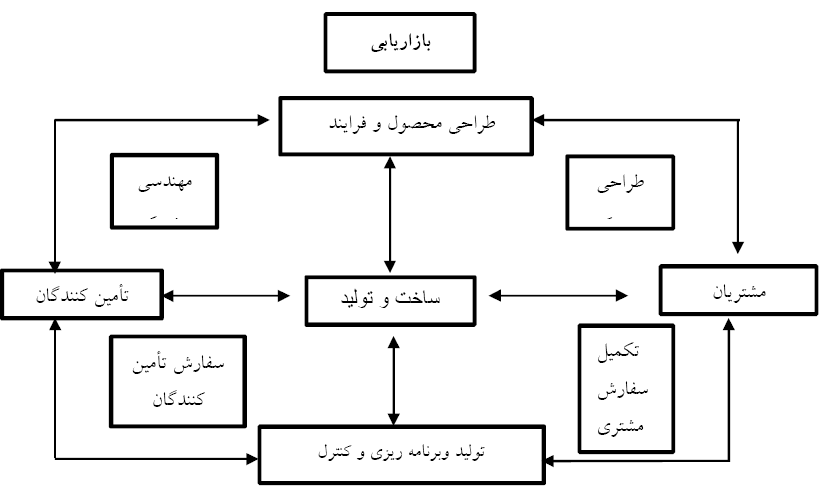 بازاریابی
طراحی محصول و فرایند
طراحی
مهندسی
مشتریان
ساخت و تولید
تأمین کنندگان
تکمیل
سفارش
مشتری
سفارش تأمین
کنندگان
تولید وبرنامه ریزی و کنترل